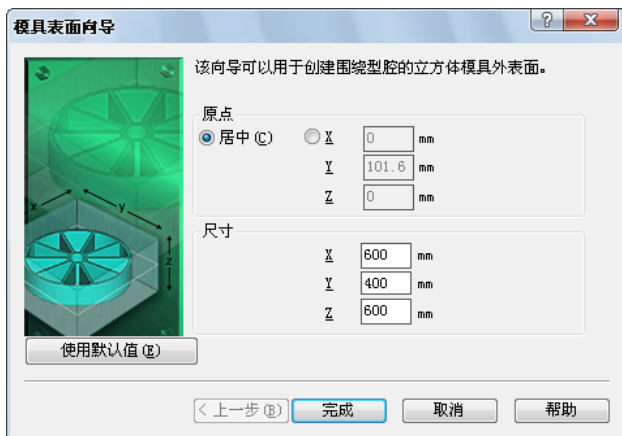 模具表面向导
该向导可以用于创建围绕型腔的立方体模具外表面。
原点
居中(C) X 0 mm
Y 101.6 mm
Z 0 mm
尺寸
X 600 mm
Y 400 mm
Z 600 mm
x y z
使用默认值(E)
< 上一步(B) 完成 取消 帮助